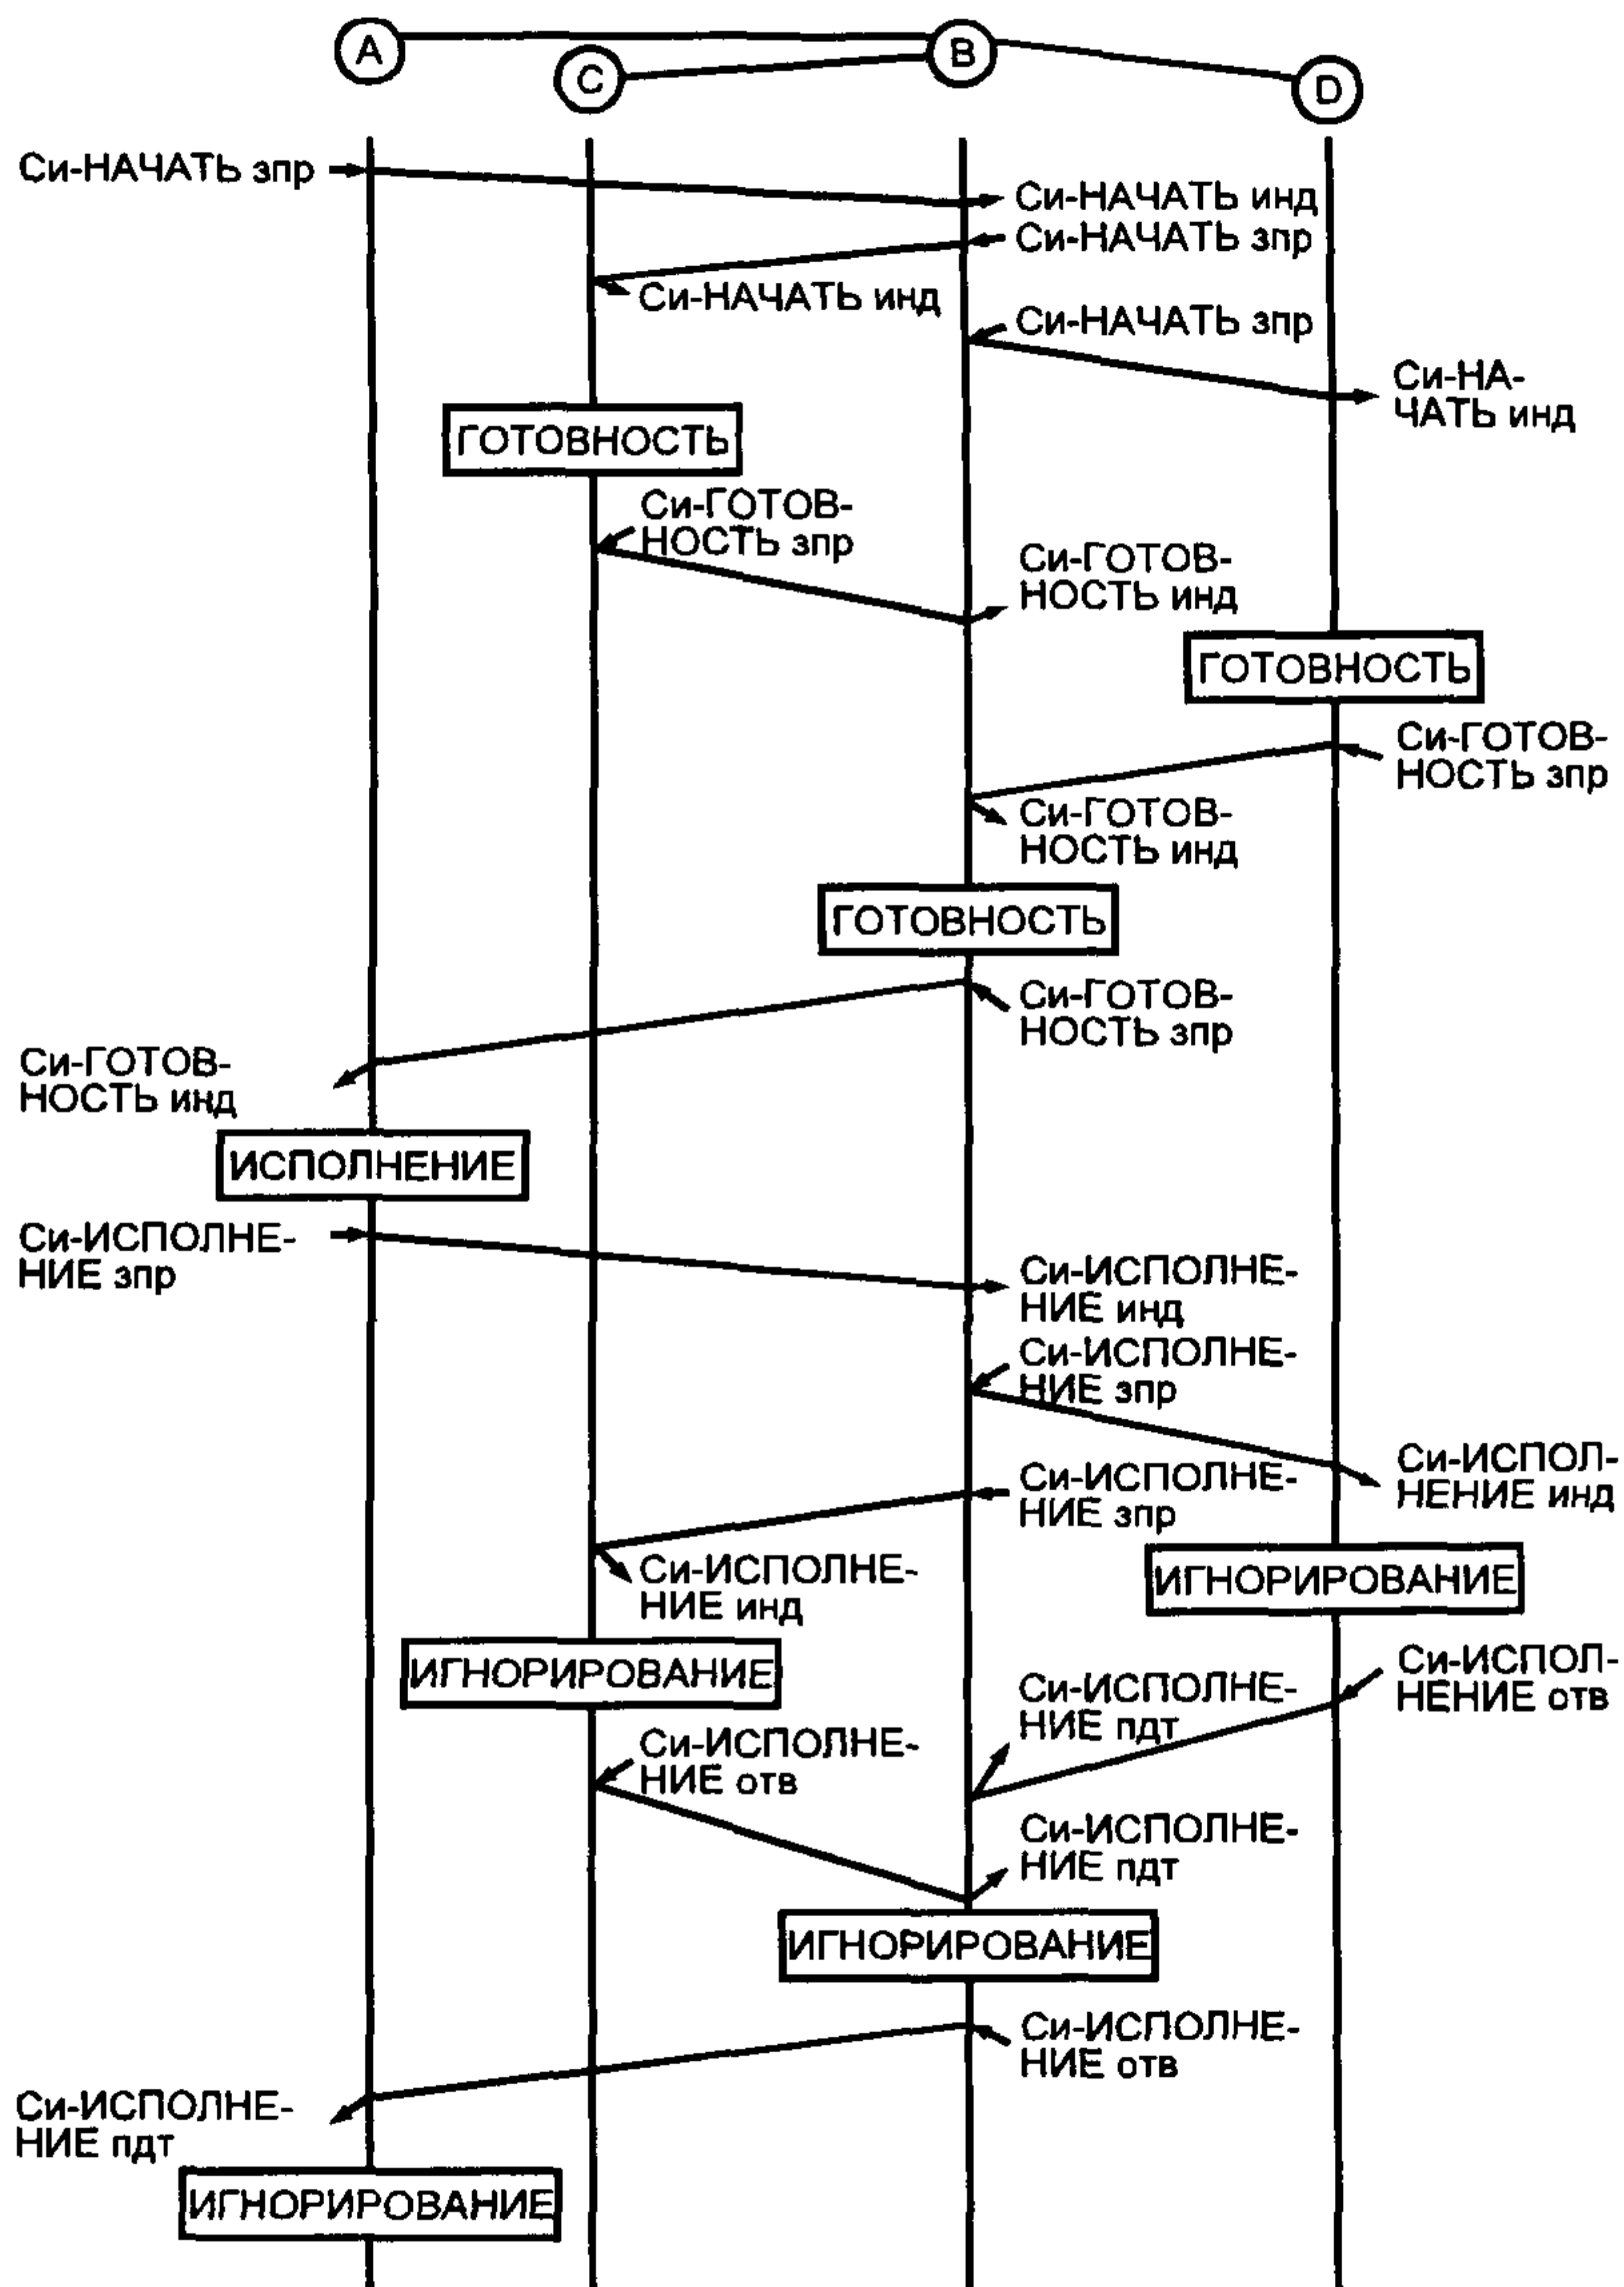 A
C
B
D
Си-НАЧАТЬ зпр
Си-НАЧАТЬ инд
Си-НАЧАТЬ зпр
Си-НАЧАТЬ инд
Си-НАЧАТЬ зпр
Си-НА-
ЧАТЬ инд
ГОТОВНОСТЬ
Си-ГОТОВ-
НОСТЬ зпр
Си-ГОТОВ-
НОСТЬ инд
ГОТОВНОСТЬ
Си-ГОТОВ-
НОСТЬ зпр
Си-ГОТОВ-
НОСТЬ инд
ГОТОВНОСТЬ
Си-ГОТОВ-
НОСТЬ зпр
Си-ГОТОВ-
НОСТЬ инд
ИСПОЛНЕНИЕ
Си-ИСПОЛНЕ-
НИЕ зпр
Си-ИСПОЛНЕ-
НИЕ инд
Си-ИСПОЛНЕ-
НИЕ зпр
Си-ИСПОЛ-
НЕНИЕ инд
Си-ИСПОЛНЕ-
НИЕ зпр
Си-ИСПОЛНЕ-
НИЕ инд
ИГНОРИРОВАНИЕ
ИГНОРИРОВАНИЕ
Си-ИСПОЛ-
НЕНИЕ отв
Си-ИСПОЛНЕ-
НИЕ пдт
Си-ИСПОЛНЕ-
НИЕ отв
Си-ИСПОЛНЕ-
НИЕ пдт
ИГНОРИРОВАНИЕ
Си-ИСПОЛНЕ-
НИЕ отв
Си-ИСПОЛНЕ-
НИЕ пдт
ИГНОРИРОВАНИЕ